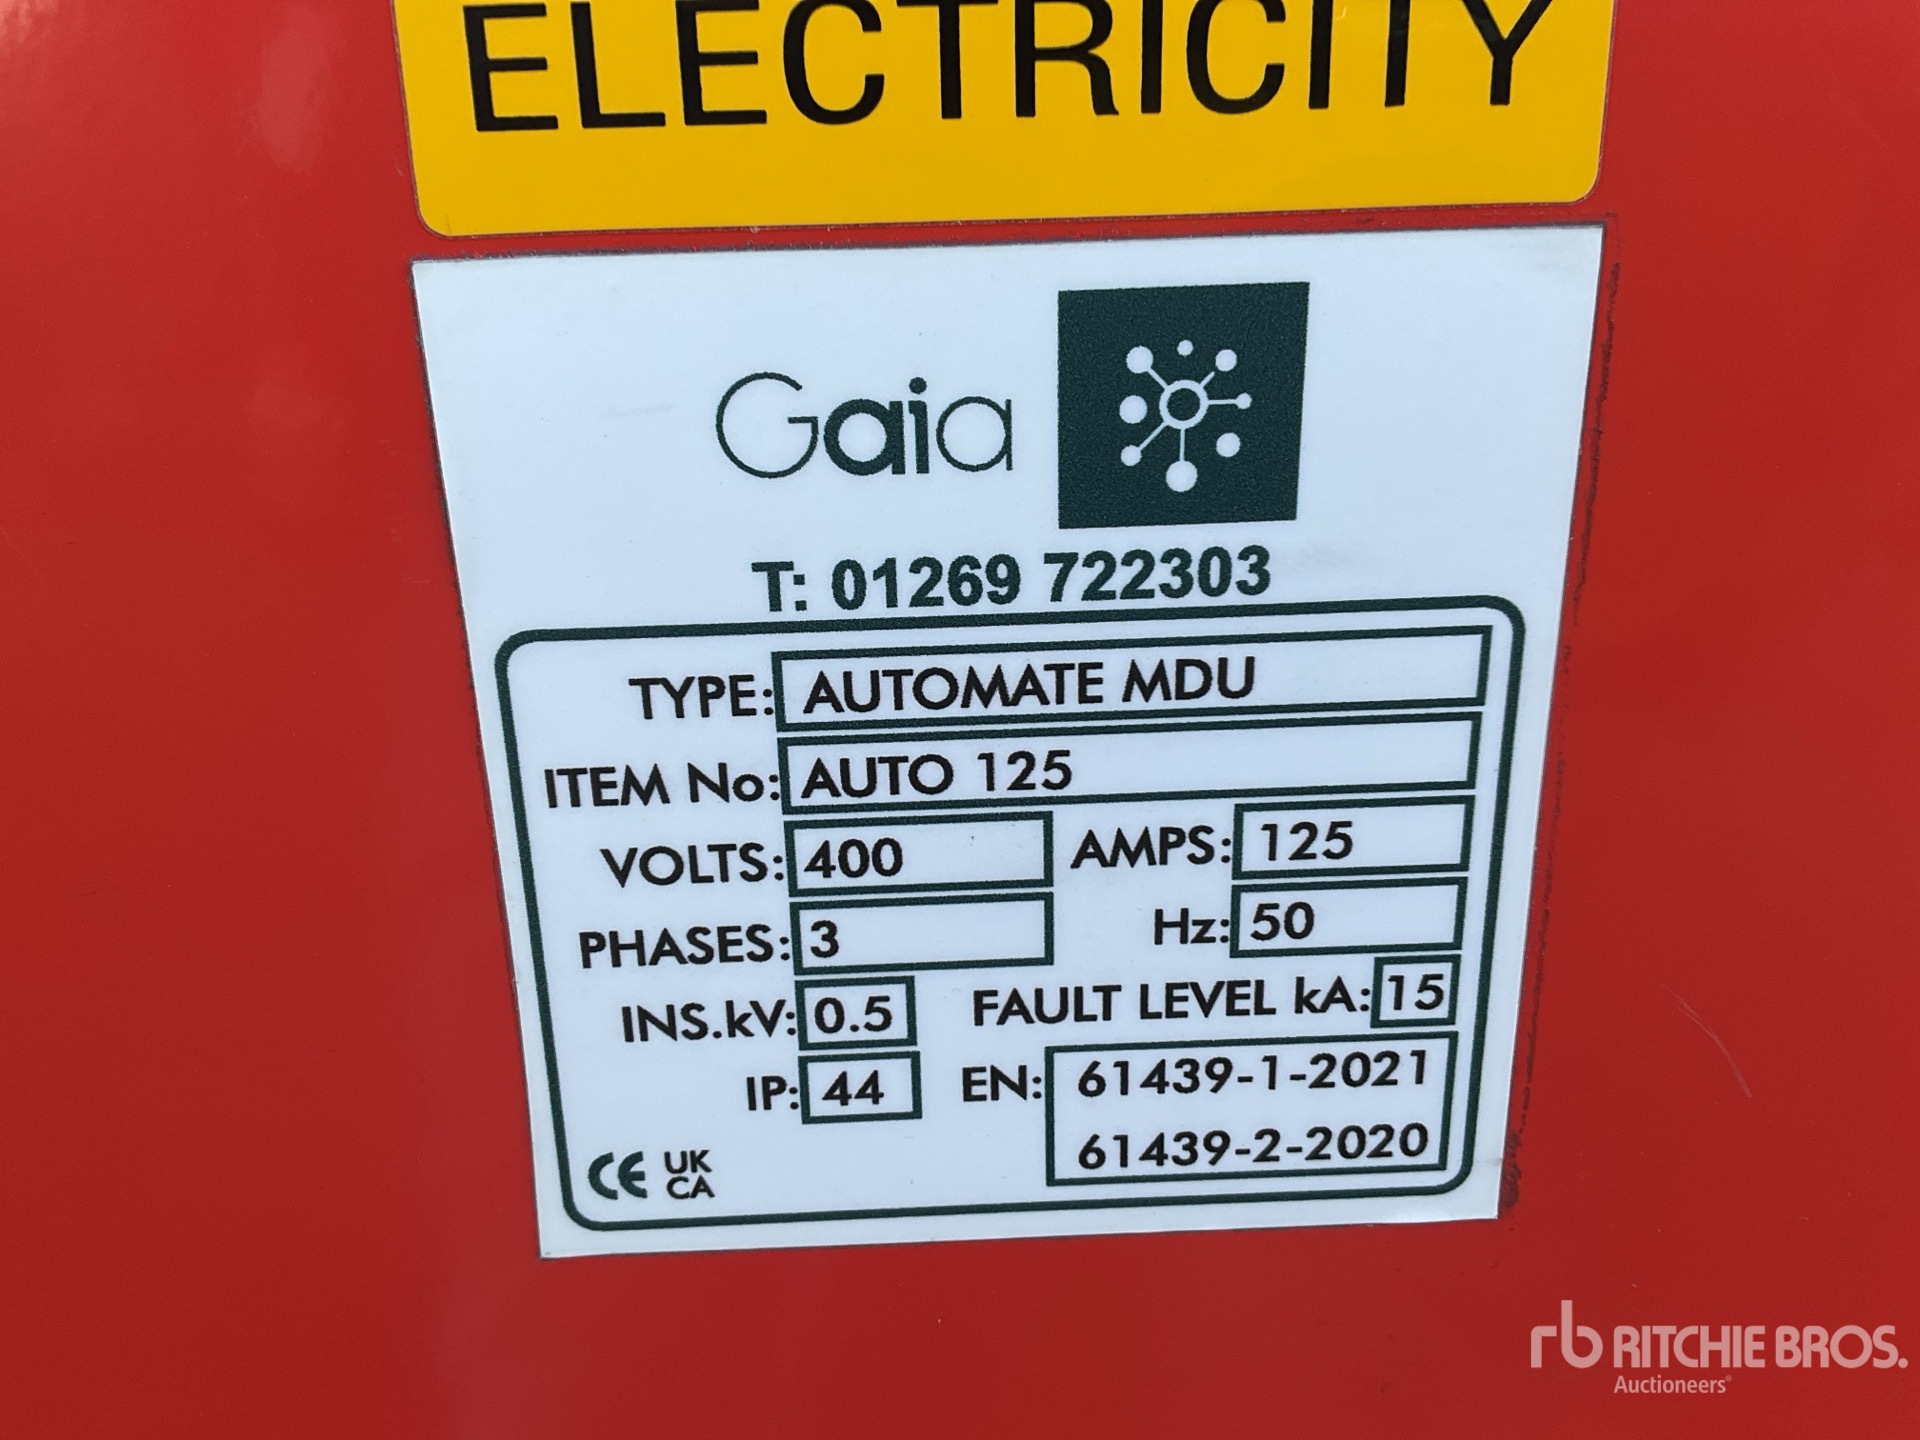 ELECTRICITY
Gaia
T: 01269 722303
TYPE: AUTOMATE MDU
ITEM No: AUTO 125
VOLTS: 400 AMPS: 125
PHASES: 3 Hz: 50
INS.kV: 0.5 FAULT LEVEL kA: 15
IP: 44 EN: 61439-1-2021
61439-2-2020
CE UK
CA
rb RITCHIE BROS.
Auctioneers®